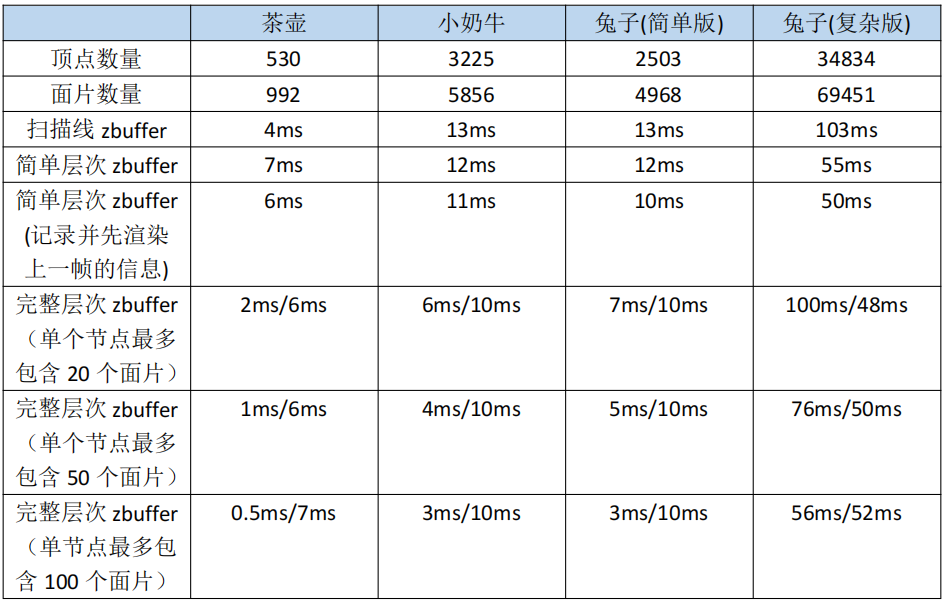 茶壶 小奶牛 兔子(简单版) 兔子(复杂版)
顶点数量 530 3225 2503 34834
面片数量 992 5856 4968 69451
扫描线 zbuffer 4ms 13ms 13ms 103ms
简单层次 zbuffer 7ms 12ms 12ms 55ms
简单层次 zbuffer 6ms 11ms 10ms 50ms
(记录并先渲染
上一帧的信息)
完整层次 zbuffer 2ms/6ms 6ms/10ms 7ms/10ms 100ms/48ms
（单个节点最多
包含 20 个面片）
完整层次 zbuffer 1ms/6ms 4ms/10ms 5ms/10ms 76ms/50ms
（单个节点最多
包含 50 个面片）
完整层次 zbuffer 0.5ms/7ms 3ms/10ms 3ms/10ms 56ms/52ms
（单节点最多包
含 100 个面片）